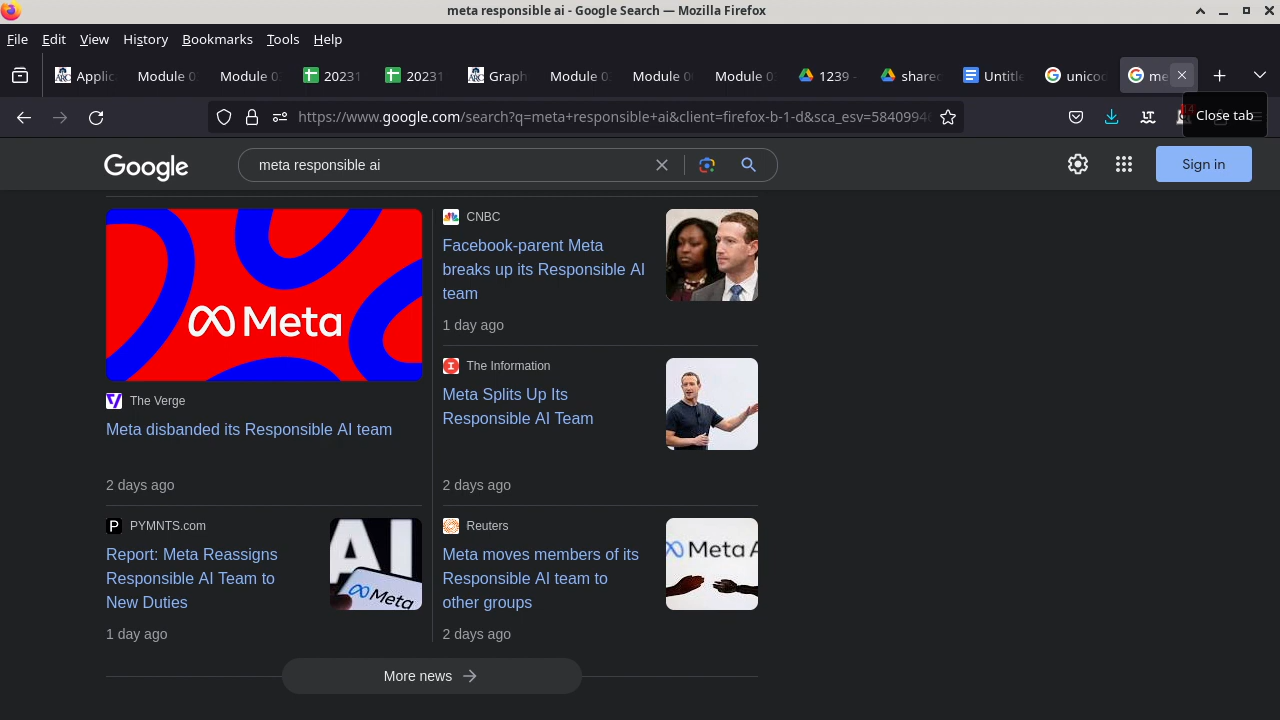 meta responsible ai - Google Search — Mozilla Firefox
File Edit View History Bookmarks Tools Help
Applic Module 0 Module 0 20231 20231 Graph Module 0 Module 0 Module 0 1239 - shared Untitle unico me
https://www.google.com/search?q=meta+responsible+ai&client=firefox-b-1-d&sca_esv=5840994
Close tab
Google
meta responsible ai
Sign in
Meta
The Verge
Meta disbanded its Responsible AI team
2 days ago
CNBC
Facebook-parent Meta
breaks up its Responsible AI
team
1 day ago
The Information
Meta Splits Up Its
Responsible AI Team
2 days ago
PYMNTS.com
Report: Meta Reassigns
Responsible AI Team to
New Duties
1 day ago
AI
Meta
Reuters
Meta moves members of its
Responsible AI team to
other groups
2 days ago
Meta A
More news